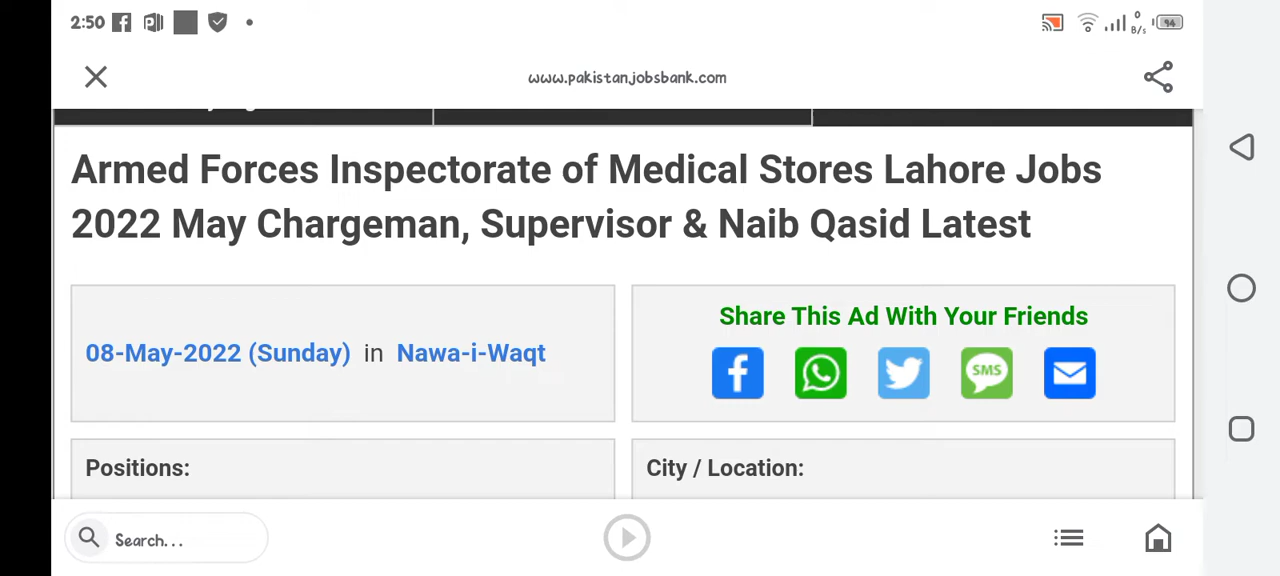 2:50
0
B/s
94
www.pakistanjobsbank.com
Armed Forces Inspectorate of Medical Stores Lahore Jobs
2022 May Chargeman, Supervisor & Naib Qasid Latest
08-May-2022 (Sunday) in Nawa-i-Waqt
Share This Ad With Your Friends
SMS
Positions:
City / Location:
Search...